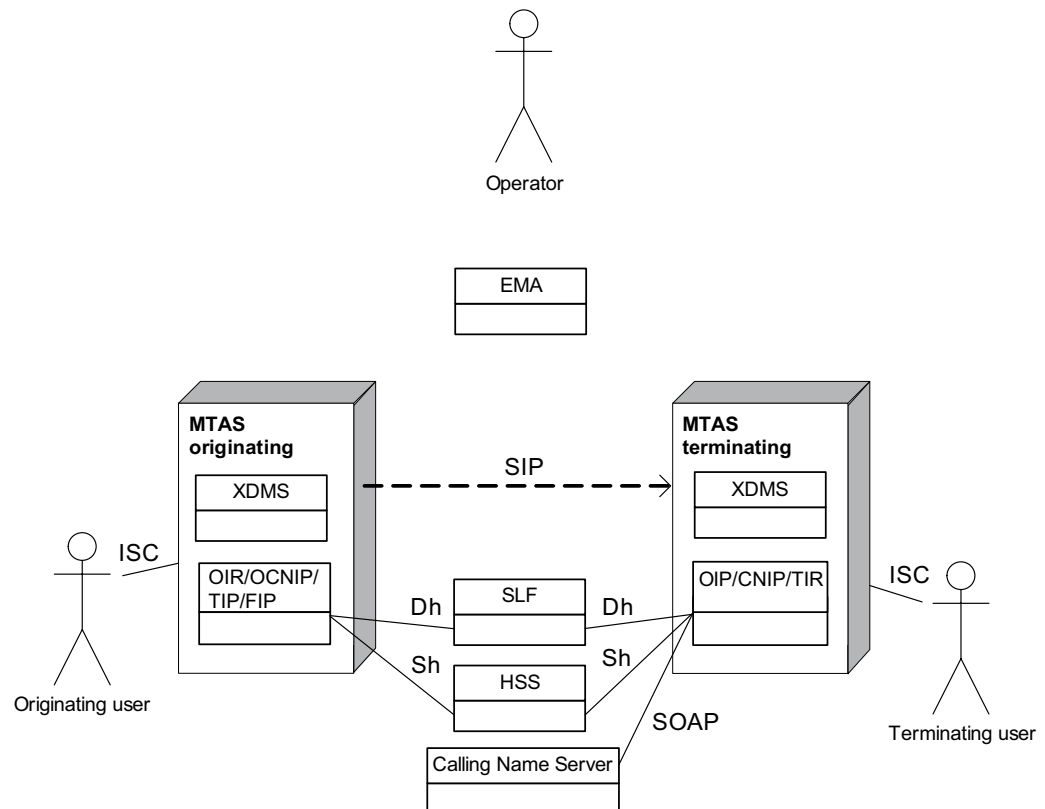 Operator
EMA
MTAS
originating
MTAS
terminating
SIP
XDMS
XDMS
ISC
OIR/OCNIP/
TIP/FIP
OIP/CNIP/TIR
ISC
SLF
Dh
Dh
Sh
Sh
HSS
Originating user
SOAP
Terminating user
Calling Name Server